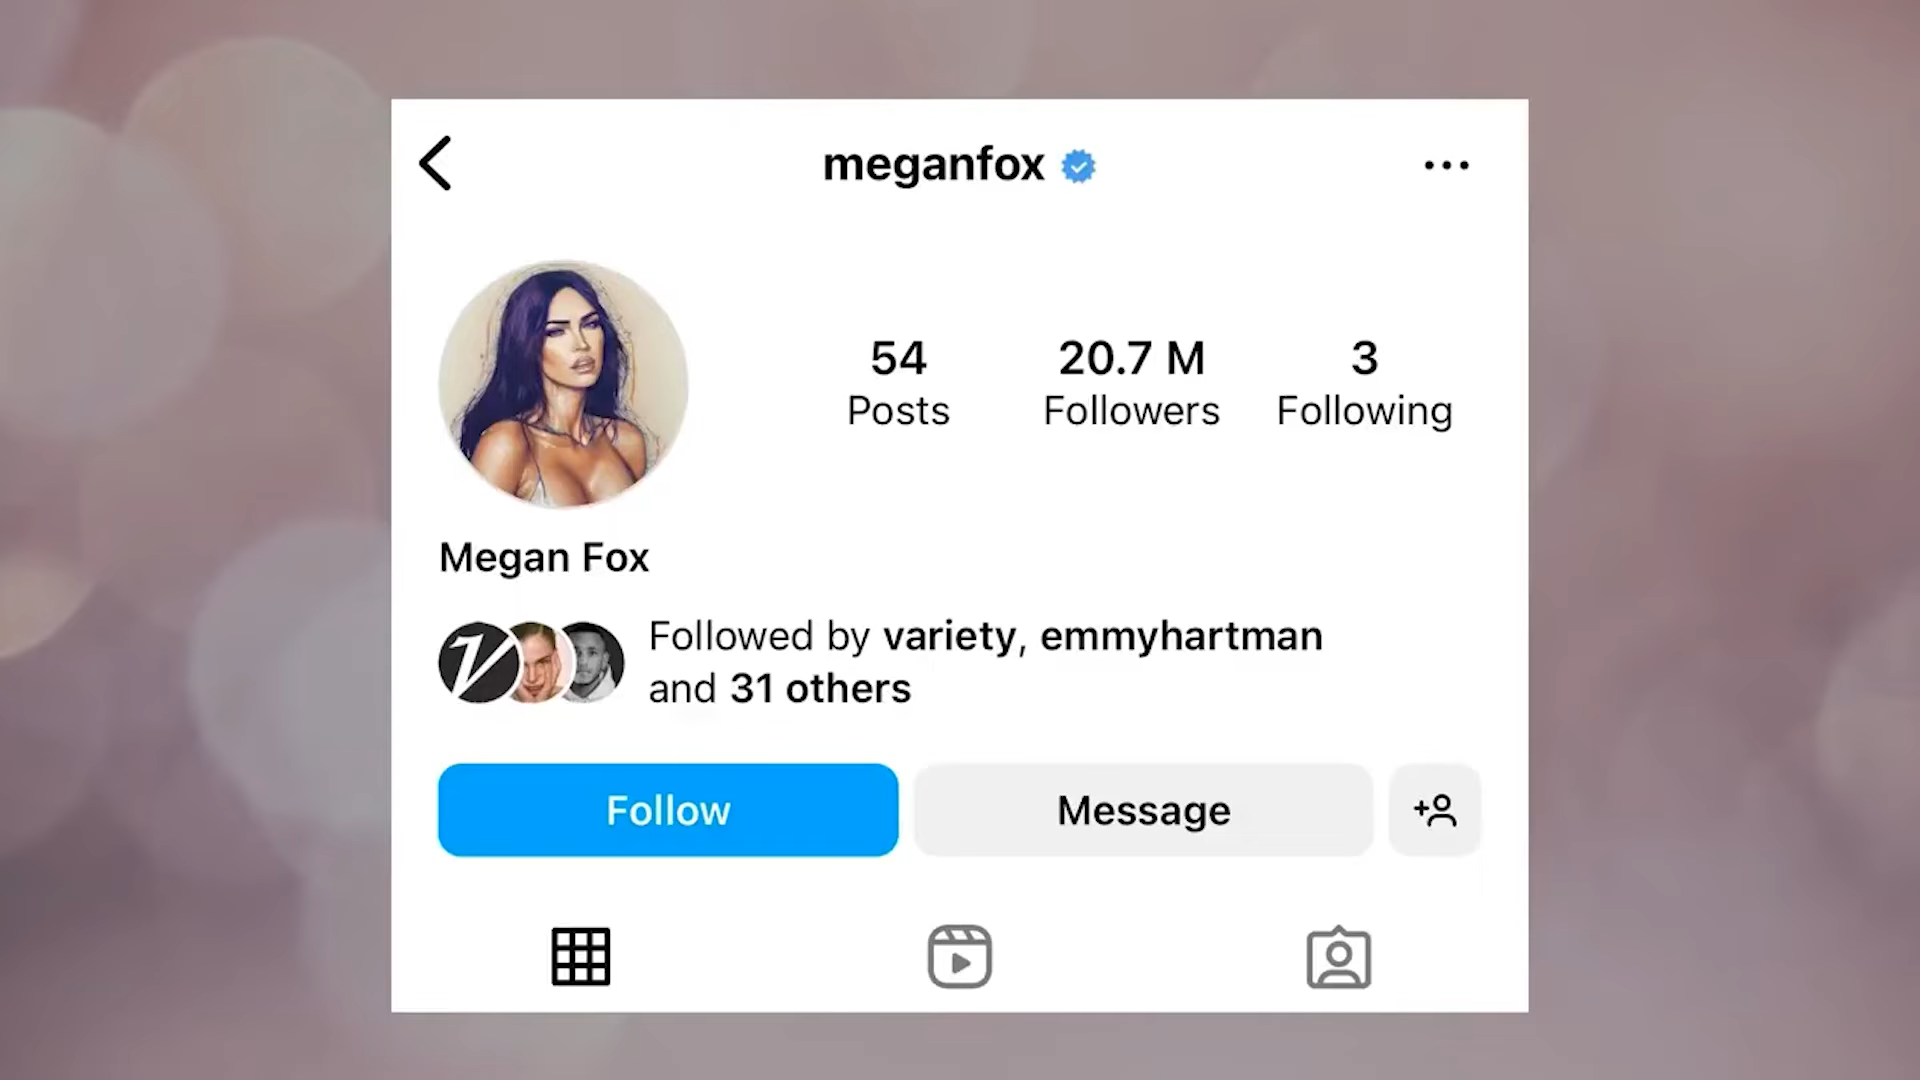 meganfox
54 20.7 M 3
Posts Followers Following
Megan Fox
V
Followed by variety, emmyhartman
and 31 others
Follow Message